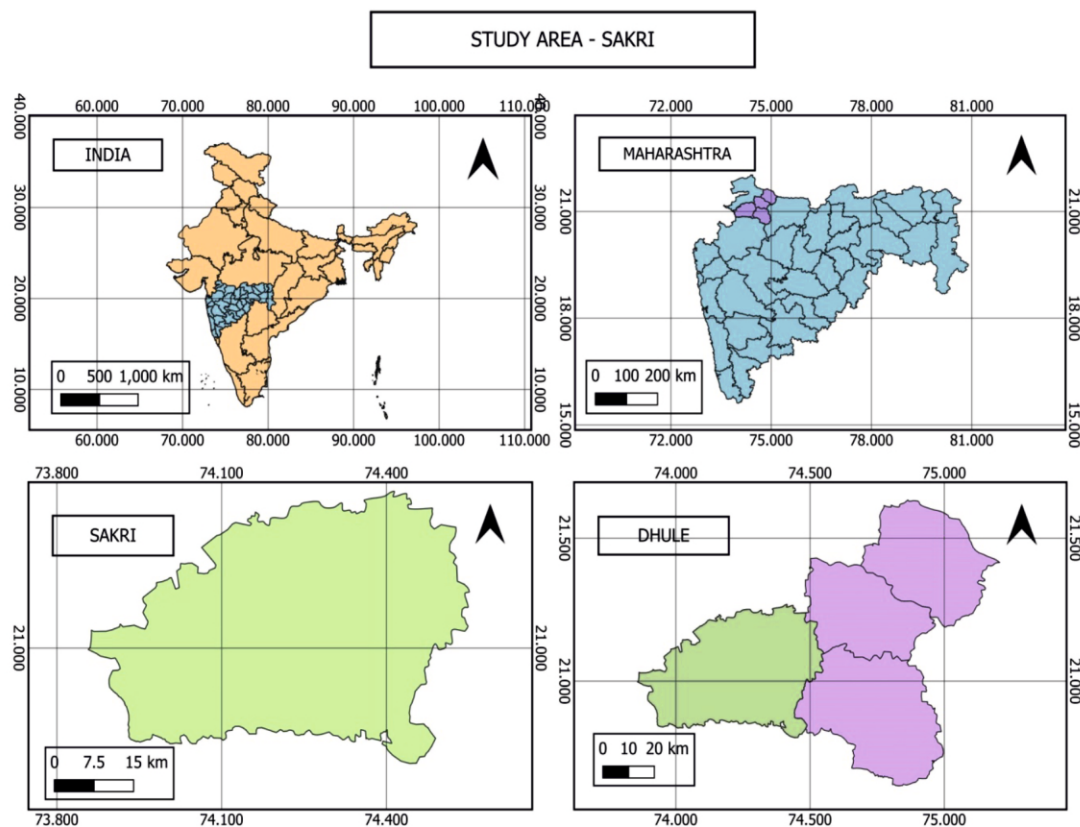 STUDY AREA - SAKRI
60.000 70.000 80.000 90.000 100.000 110.000
40.000 40.000
INDIA
30.000 30.000
20.000 20.000
0 500 1,000 km
10.000 10.000
60.000 70.000 80.000 90.000 100.000 110.000
72.000 75.000 78.000 81.000
MAHARASHTRA
21.000 21.000
18.000 18.000
0 100 200 km
15.000 15.000
72.000 75.000 78.000 81.000
73.800 74.100 74.400
SAKRI
21.000 21.000
0 7.5 15 km
73.800 74.100 74.400
74.000 74.500 75.000
DHULE
21.500 21.500
21.000 21.000
0 10 20 km
74.000 74.500 75.000